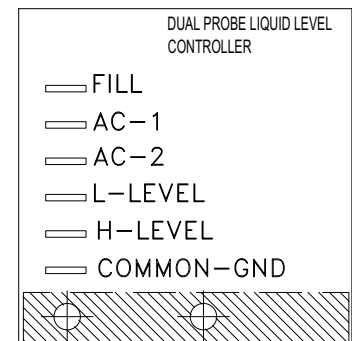 DUAL PROBE LIQUID LEVEL
CONTROLLER
FILL
AC-1
AC-2
L-LEVEL
H-LEVEL
COMMON-GND